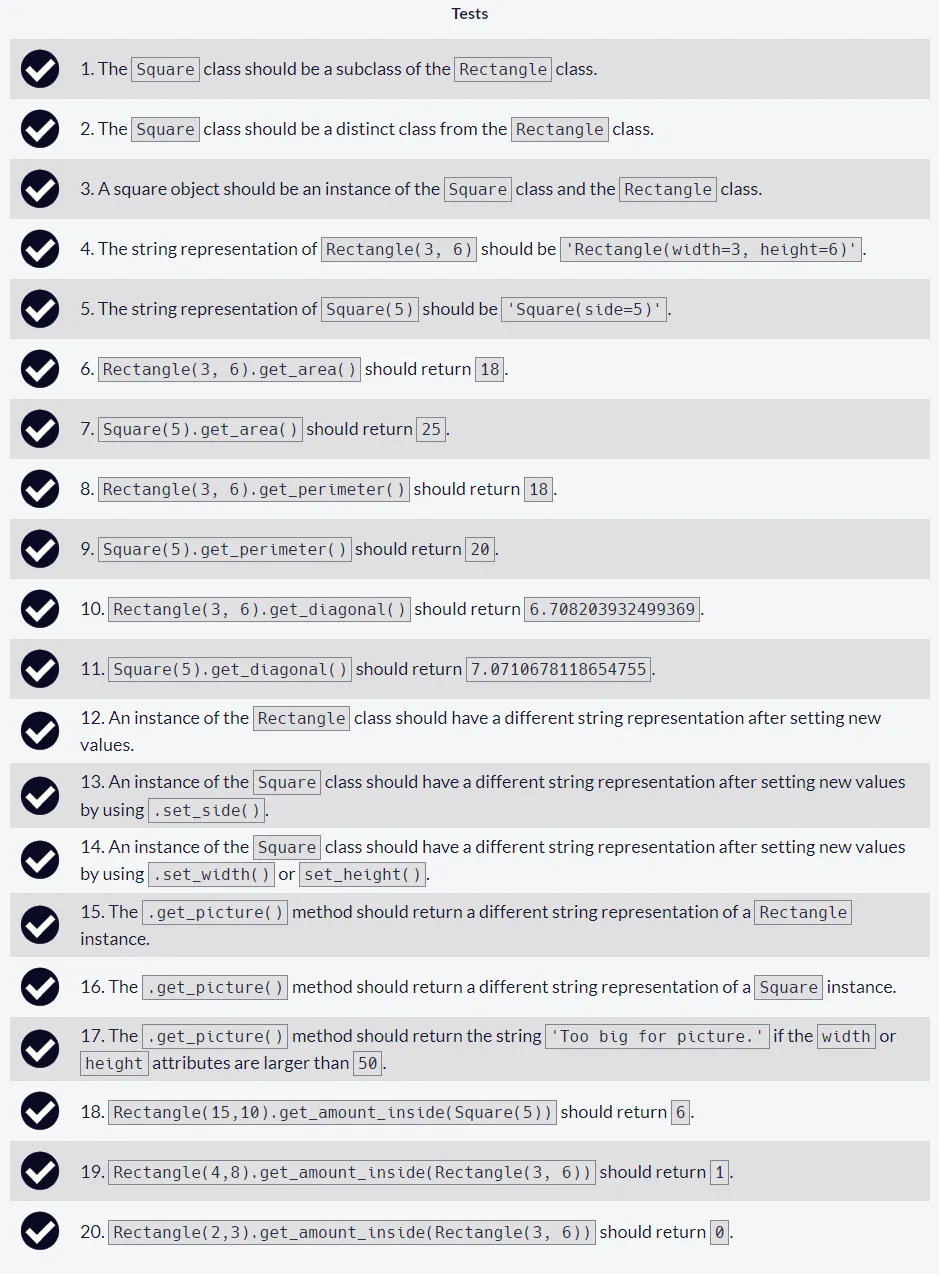 Tests
1. The Square class should be a subclass of the Rectangle class.
2. The Square class should be a distinct class from the Rectangle class.
3. A square object should be an instance of the Square class and the Rectangle class.
4. The string representation of Rectangle(3, 6) should be 'Rectangle(width=3, height=6)'.
5. The string representation of Square(5) should be 'Square(side=5)'.
6. Rectangle(3, 6).get_area() should return 18.
7. Square(5).get_area() should return 25.
8. Rectangle(3, 6).get_perimeter() should return 18.
9. Square(5).get_perimeter() should return 20.
10. Rectangle(3, 6).get_diagonal() should return 6.708203932499369.
11. Square(5).get_diagonal() should return 7.0710678118654755.
12. An instance of the Rectangle class should have a different string representation after setting new
values.
13. An instance of the Square class should have a different string representation after setting new values
by using .set_side().
14. An instance of the Square class should have a different string representation after setting new values
by using .set_width() or set_height().
15. The .get_picture() method should return a different string representation of a Rectangle
instance.
16. The .get_picture() method should return a different string representation of a Square instance.
17. The .get_picture() method should return the string 'Too big for picture.' if the width or
height attributes are larger than 50.
18. Rectangle(15,10).get_amount_inside(Square(5)) should return 6.
19. Rectangle(4,8).get_amount_inside(Rectangle(3, 6)) should return 1.
20. Rectangle(2,3).get_amount_inside(Rectangle(3, 6)) should return 0.